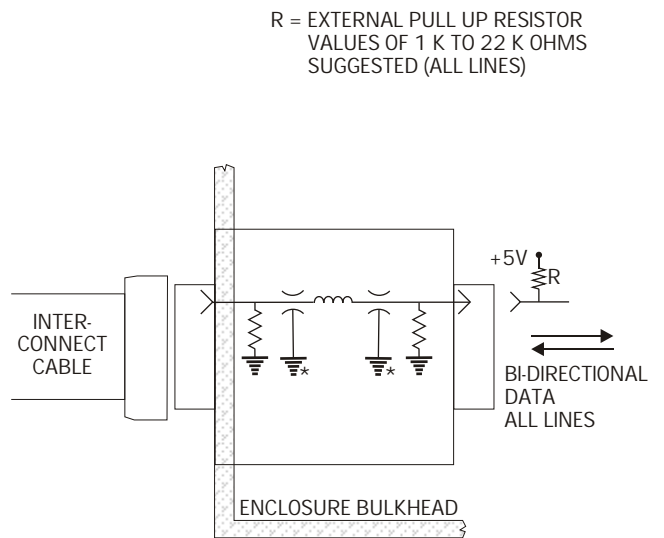 R = EXTERNAL PULL UP RESISTOR
VALUES OF 1 K TO 22 K OHMS
SUGGESTED (ALL LINES)
+5V
R
INTER-
CONNECT
CABLE
*
*
BI-DIRECTIONAL
DATA
ALL LINES
ENCLOSURE BULKHEAD